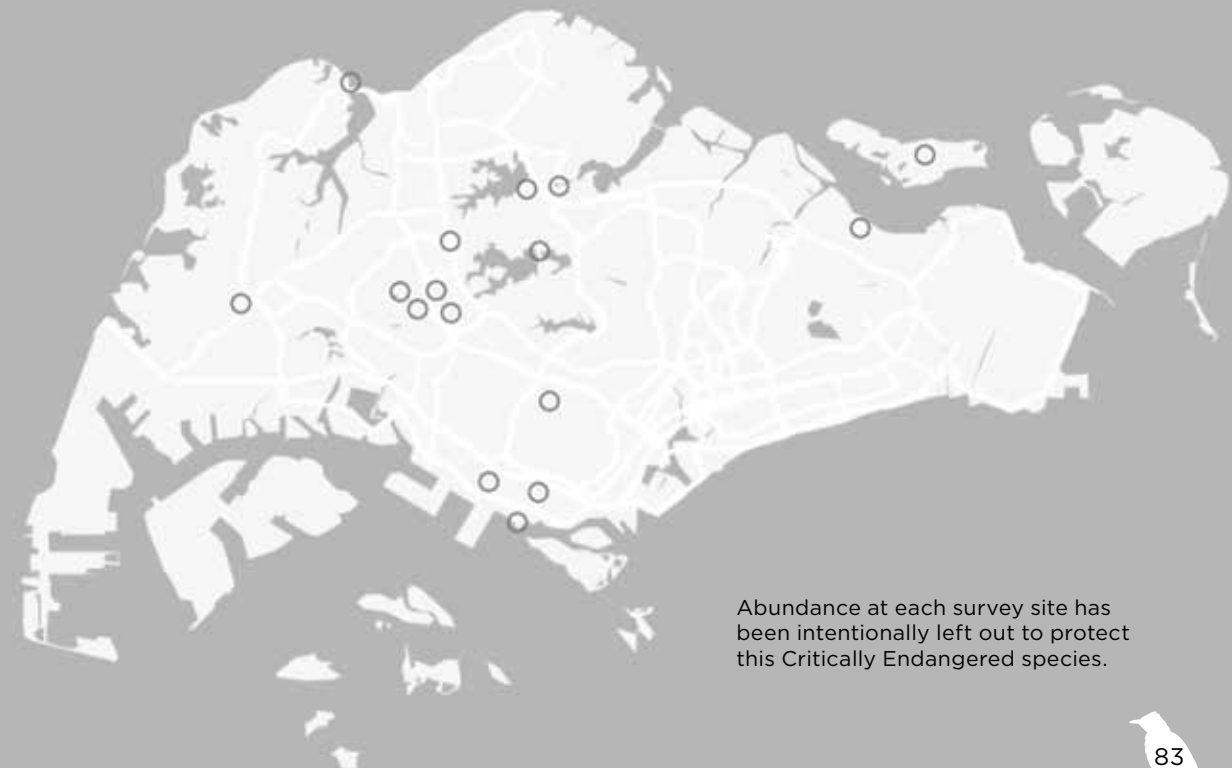 Abundance at each survey site has
been intentionally left out to protect
this Critically Endangered species.
83